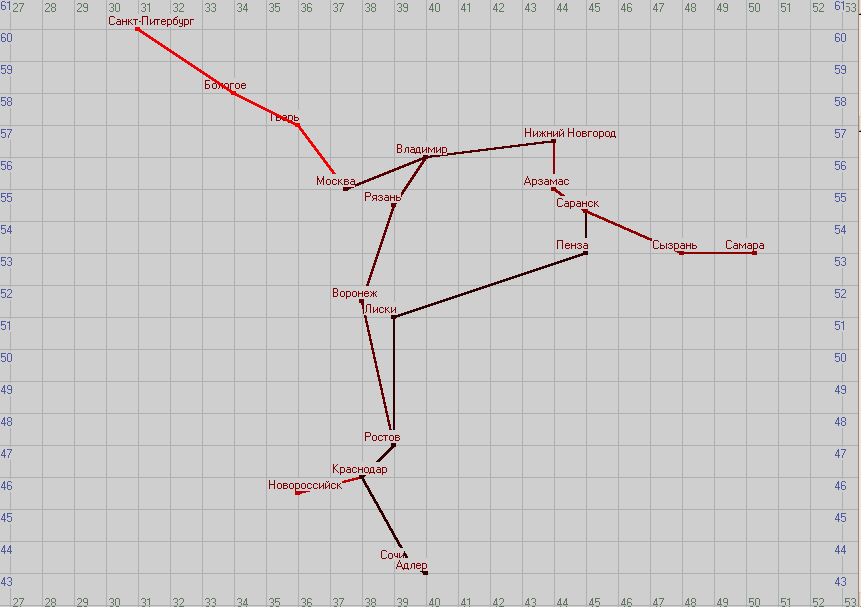 27 28 29 30 31 32 33 34 35 36 37 38 39 40 41 42 43 44 45 46 47 48 49 50 51 52 53
61 61
Санкт-Питербург
60 60
59 59
Бологое
58 58
Тверь
57 Нижний Новгород 57
Владимир
56 56
Москва Арзамас
55 Рязань 55
Саранск
54 54
Пенза Сызрань Самара
53 53
52 Воронеж 52
Лиски
51 51
50 50
49 49
48 48
Ростов
47 47
Краснодар
46 Новороссийск 46
45 45
44 44
Сочи
Адлер
43 43
27 28 29 30 31 32 33 34 35 36 37 38 39 40 41 42 43 44 45 46 47 48 49 50 51 52 53